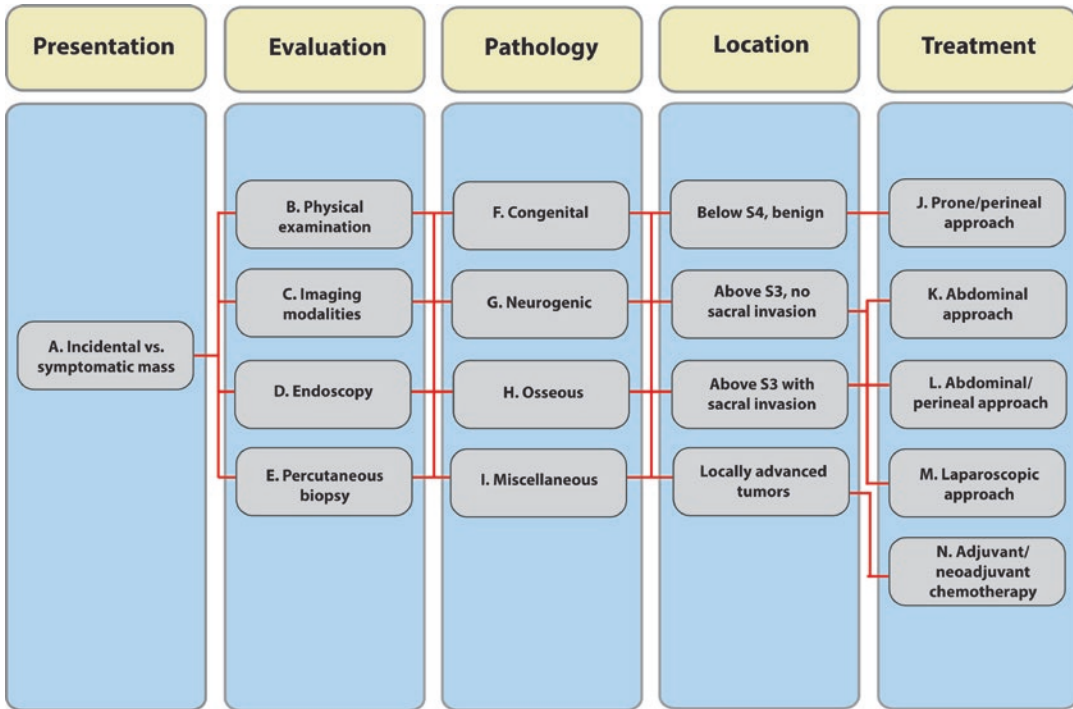 Presentation
Evaluation
Pathology
Location
Treatment
A. Incidental vs.
symptomatic mass
B. Physical
examination
C. Imaging
modalities
D. Endoscopy
E. Percutaneous
biopsy
F. Congenital
G. Neurogenic
H. Osseous
I. Miscellaneous
Below S4, benign
Above S3, no
sacral invasion
Above S3 with
sacral invasion
Locally advanced
tumors
J. Prone/perineal
approach
K. Abdominal
approach
L. Abdominal/
perineal approach
M. Laparoscopic
approach
N. Adjuvant/
neoadjuvant
chemotherapy